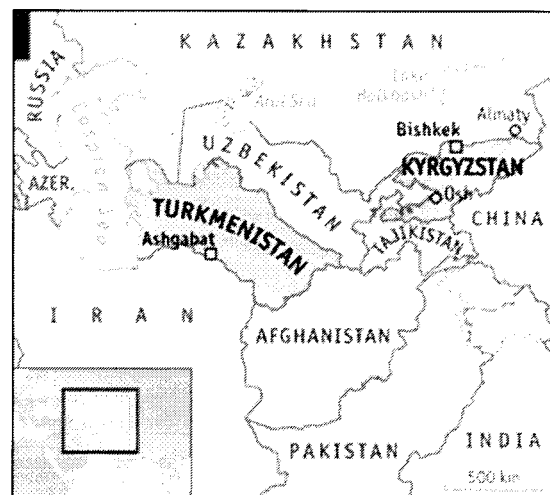 KAZAKHSTAN
RUSSIA
Almaty
Bishkek
UZBEKISTAN
KYRGYZSTAN
AZER.
Osh
TURKMENISTAN
CHINA
Ashgabat
TAJIKISTAN
IRAN
AFGHANISTAN
PAKISTAN
INDIA
500 km